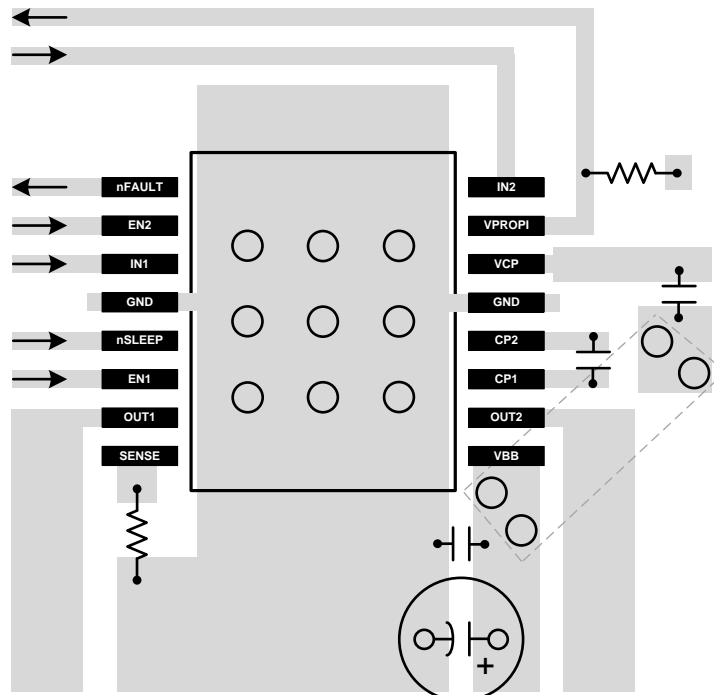 nFAULT
EN2
IN1
GND
nSLEEP
EN1
OUT1
SENSE
IN2
VPROPI
VCP
GND
CP2
CP1
OUT2
VBB
+